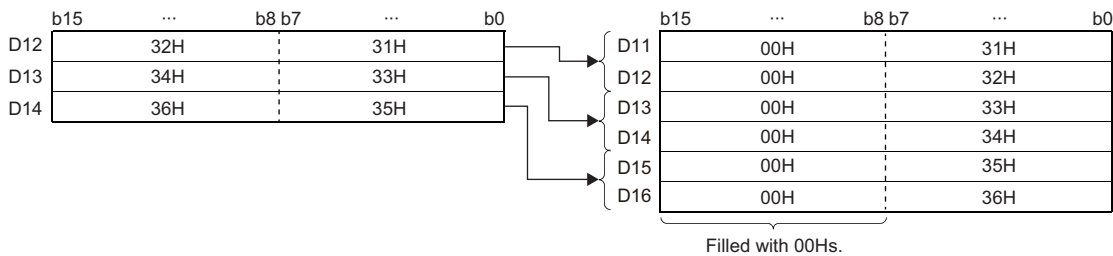 b15 ... b8 b7 ... b0 b15 ... b8 b7 ... b0
D12 32H 31H D11 00H 31H
D13 34H 33H D12 00H 32H
D14 36H 35H D13 00H 33H
D14 00H 34H
D15 00H 35H
D16 00H 36H
Filled with 00Hs.